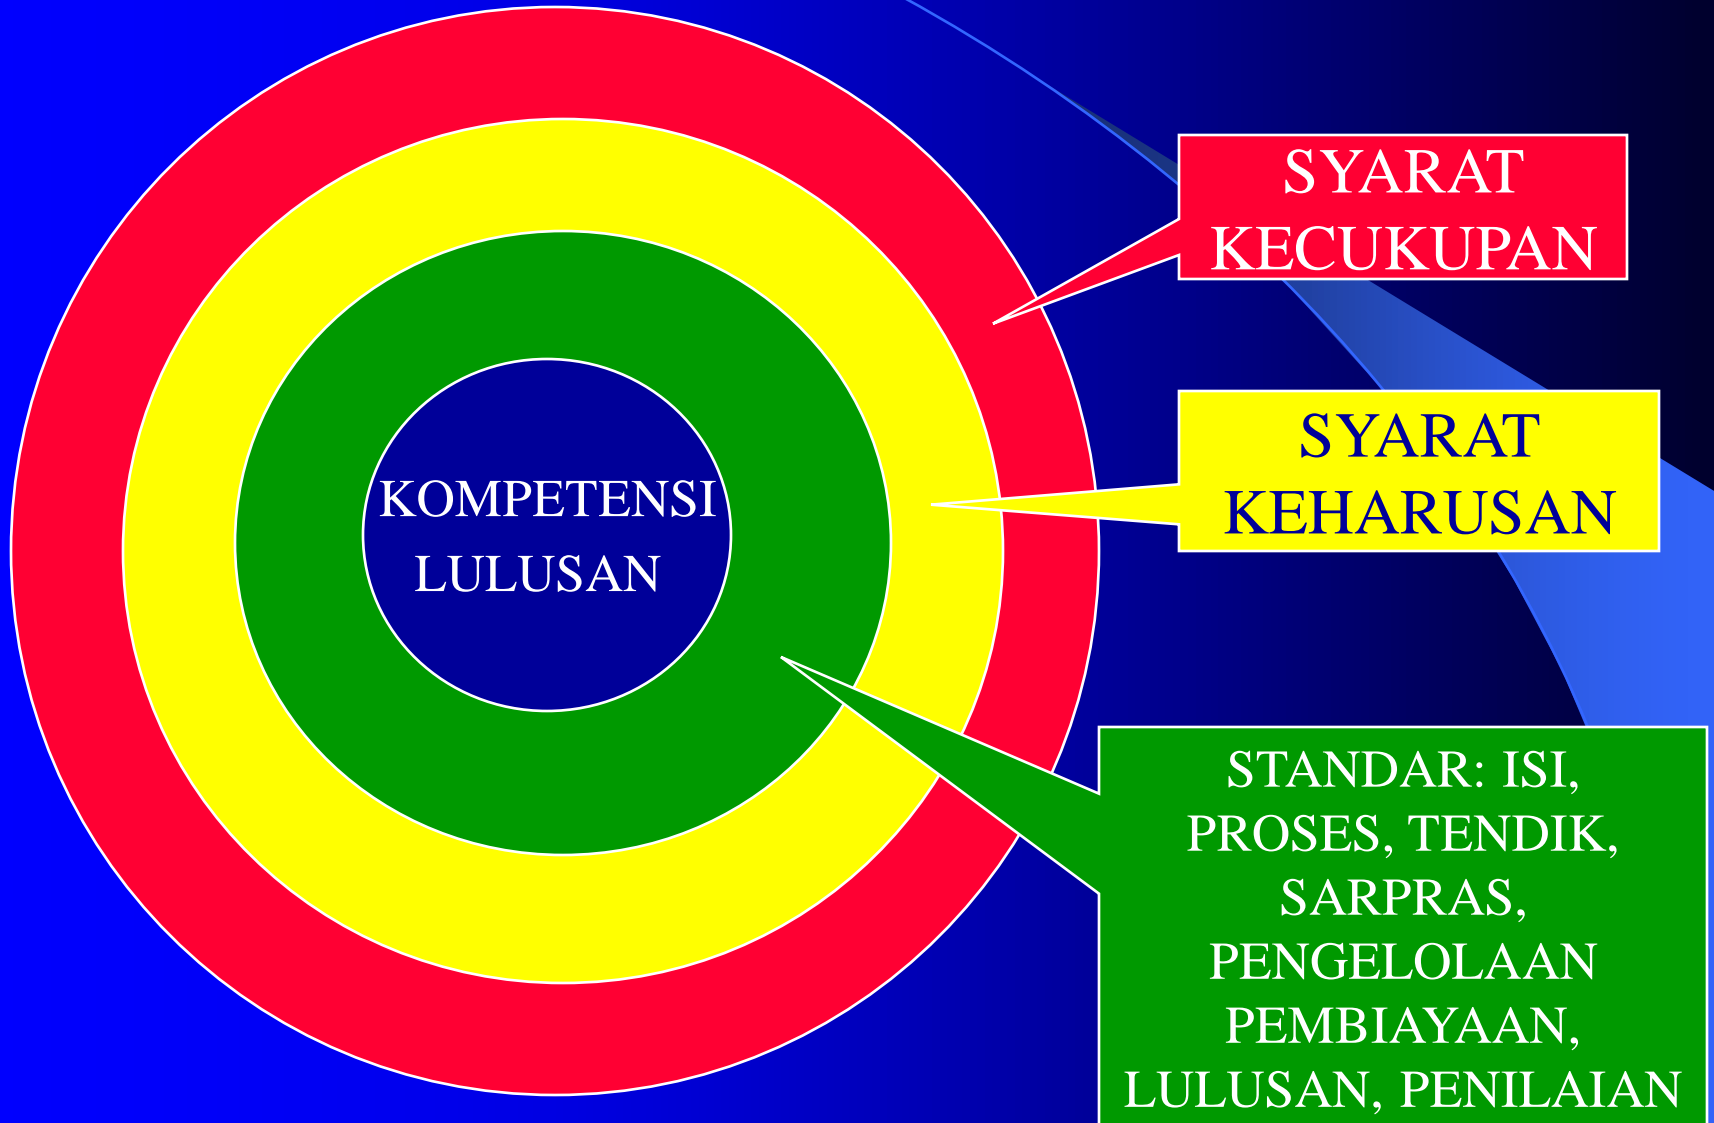 SYARAT
KECUKUPAN
SYARAT
KEHARUSAN
KOMPETENSI
LULUSAN
STANDAR: ISI,
PROSES, TENDIK,
SARPRAS,
PENGELOLAAN
PEMBIAYAAN,
LULUSAN, PENILAIAN